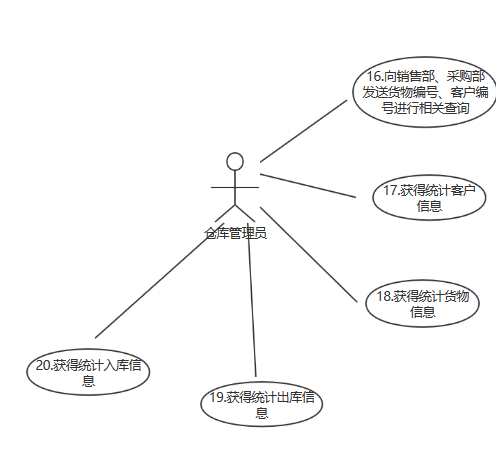 16.向销售部、采购部
发送货物编号、客户编
号进行相关查询
17.获得统计客户
信息
仓库管理员
18.获得统计货物
信息
20.获得统计入库信
息
19.获得统计出库信
息